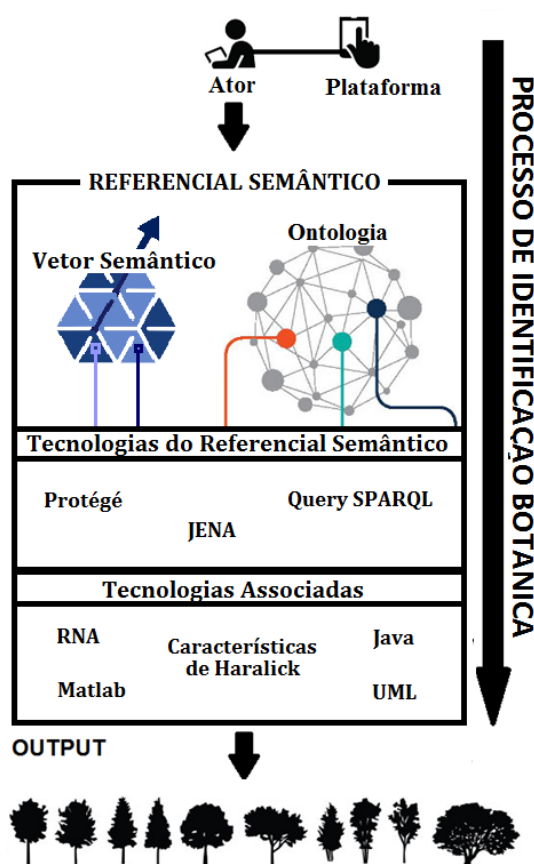 Ator
Plataforma
REFERENCIAL SEMÂNTICO
Vetor Semântico
Ontologia
Tecnologias do Referencial Semântico
Protégé
Query SPARQL
JENA
Tecnologias Associadas
RNA
Características
de Haralick
Java
Matlab
UML
OUTPUT
PROCESSO DE IDENTIFICAÇAO BOTANICA